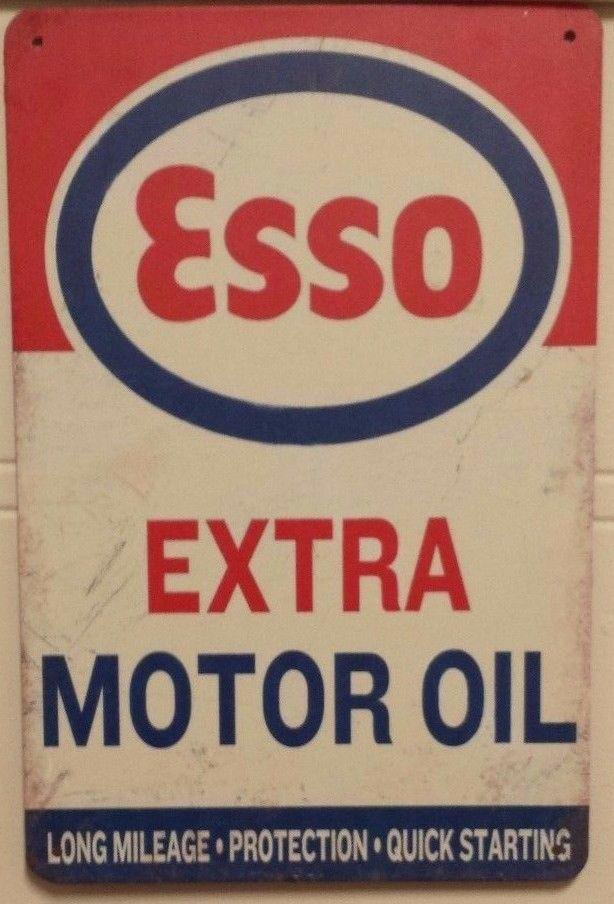 Esso
EXTRA
MOTOR OIL
LONG MILEAGE • PROTECTION • QUICK STARTING